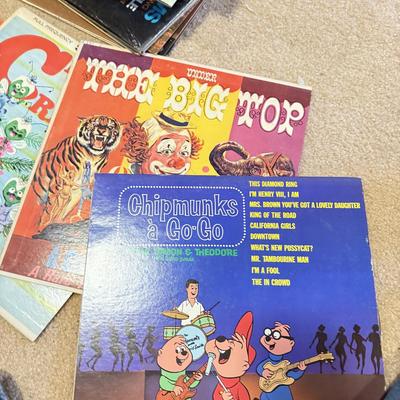 FULL FREQUENCY
UNDER
THE BIG TOP
Chipmunks
à Go-Go
SIMON & THEODORE
THIS DIAMOND RING
I'M HENRY VIII, I AM
MRS. BROWN YOU'VE GOT A LOVELY DAUGHTER
KING OF THE ROAD
CALIFORNIA GIRLS
DOWNTOWN
WHAT'S NEW PUSSYCAT?
MR. TAMBOURINE MAN
I'M A FOOL
THE IN CROWD